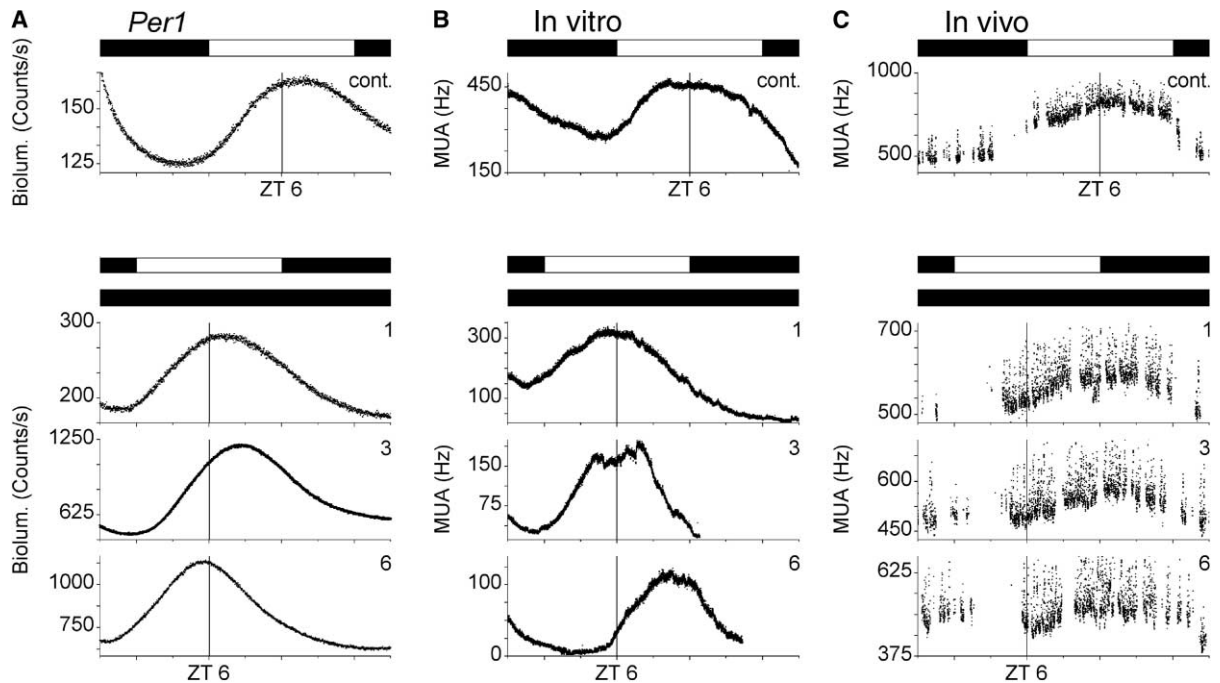 A Per1
Biolum. (Counts/s)
150
125
cont.
ZT 6
Biolum. (Counts/s)
300
200
1
1250
625
3
1000
750
6
ZT 6
B In vitro
MUA (Hz)
450
150
cont.
ZT 6
MUA (Hz)
300
100
1
150
75
3
100
0
6
ZT 6
C In vivo
MUA (Hz)
1000
500
cont.
ZT 6
MUA (Hz)
700
500
1
600
450
3
625
375
6
ZT 6